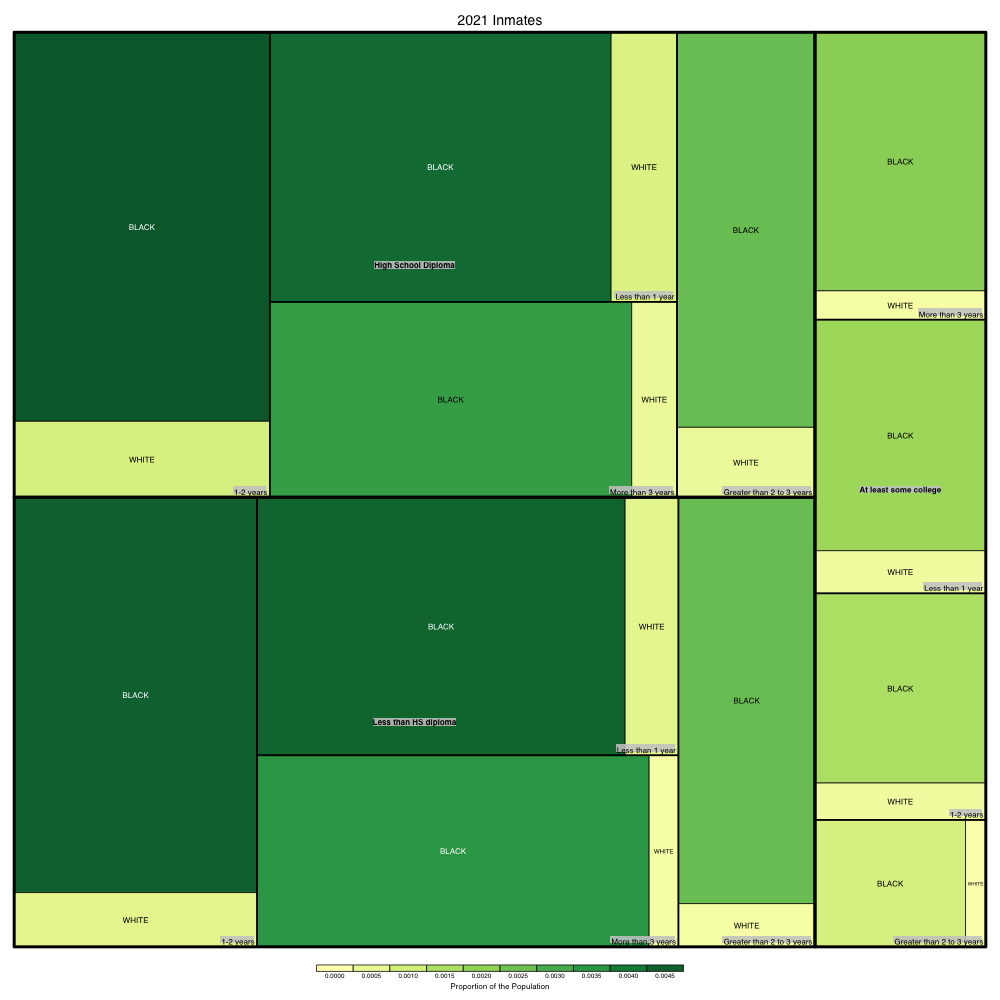 2021 Inmates
BLACK
WHITE
1-2 years
BLACK
High School Diploma
WHITE
Less than 1 year
BLACK
WHITE
More than 3 years
BLACK
WHITE
Greater than 2 to 3 years
BLACK
WHITE
More than 3 years
BLACK
At least some college
WHITE
Less than 1 year
BLACK
WHITE
1-2 years
BLACK
WHITE
Greater than 2 to 3 years
BLACK
WHITE
1-2 years
BLACK
Less than HS diploma
WHITE
Less than 1 year
BLACK
WHITE
More than 3 years
BLACK
WHITE
Greater than 2 to 3 years
0.0000 0.0005 0.0010 0.0015 0.0020 0.0025 0.0030 0.0035 0.0040 0.0045
Proportion of the Population